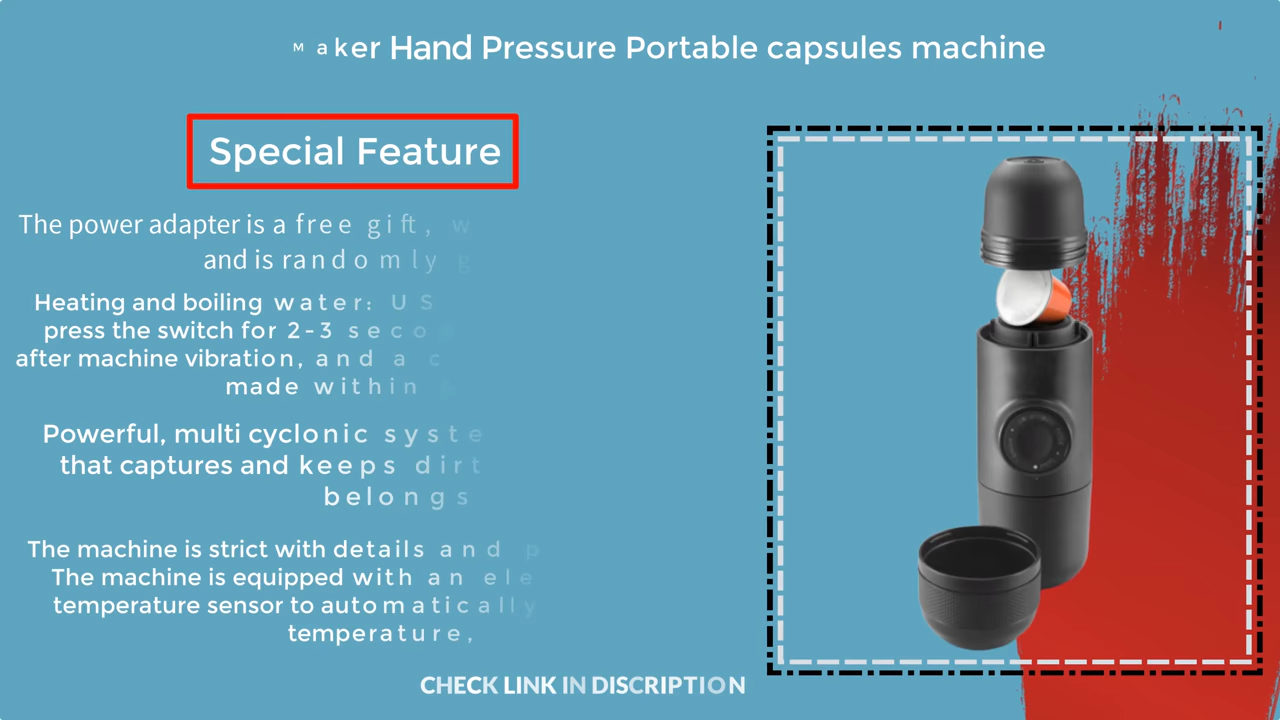 Maker Hand Pressure Portable capsules machine
Special Feature
The power adapter is a free gift,
and is randomly
Heating and boiling water: US
press the switch for 2-3 seco
after machine vibration, and a c
made within
Powerful, multi cyclonic syste
that captures and keeps dirt
belongs
The machine is strict with details and p
The machine is equipped with an ele
temperature sensor to automatically
temperature,
CHECK LINK IN DISCRIPTION